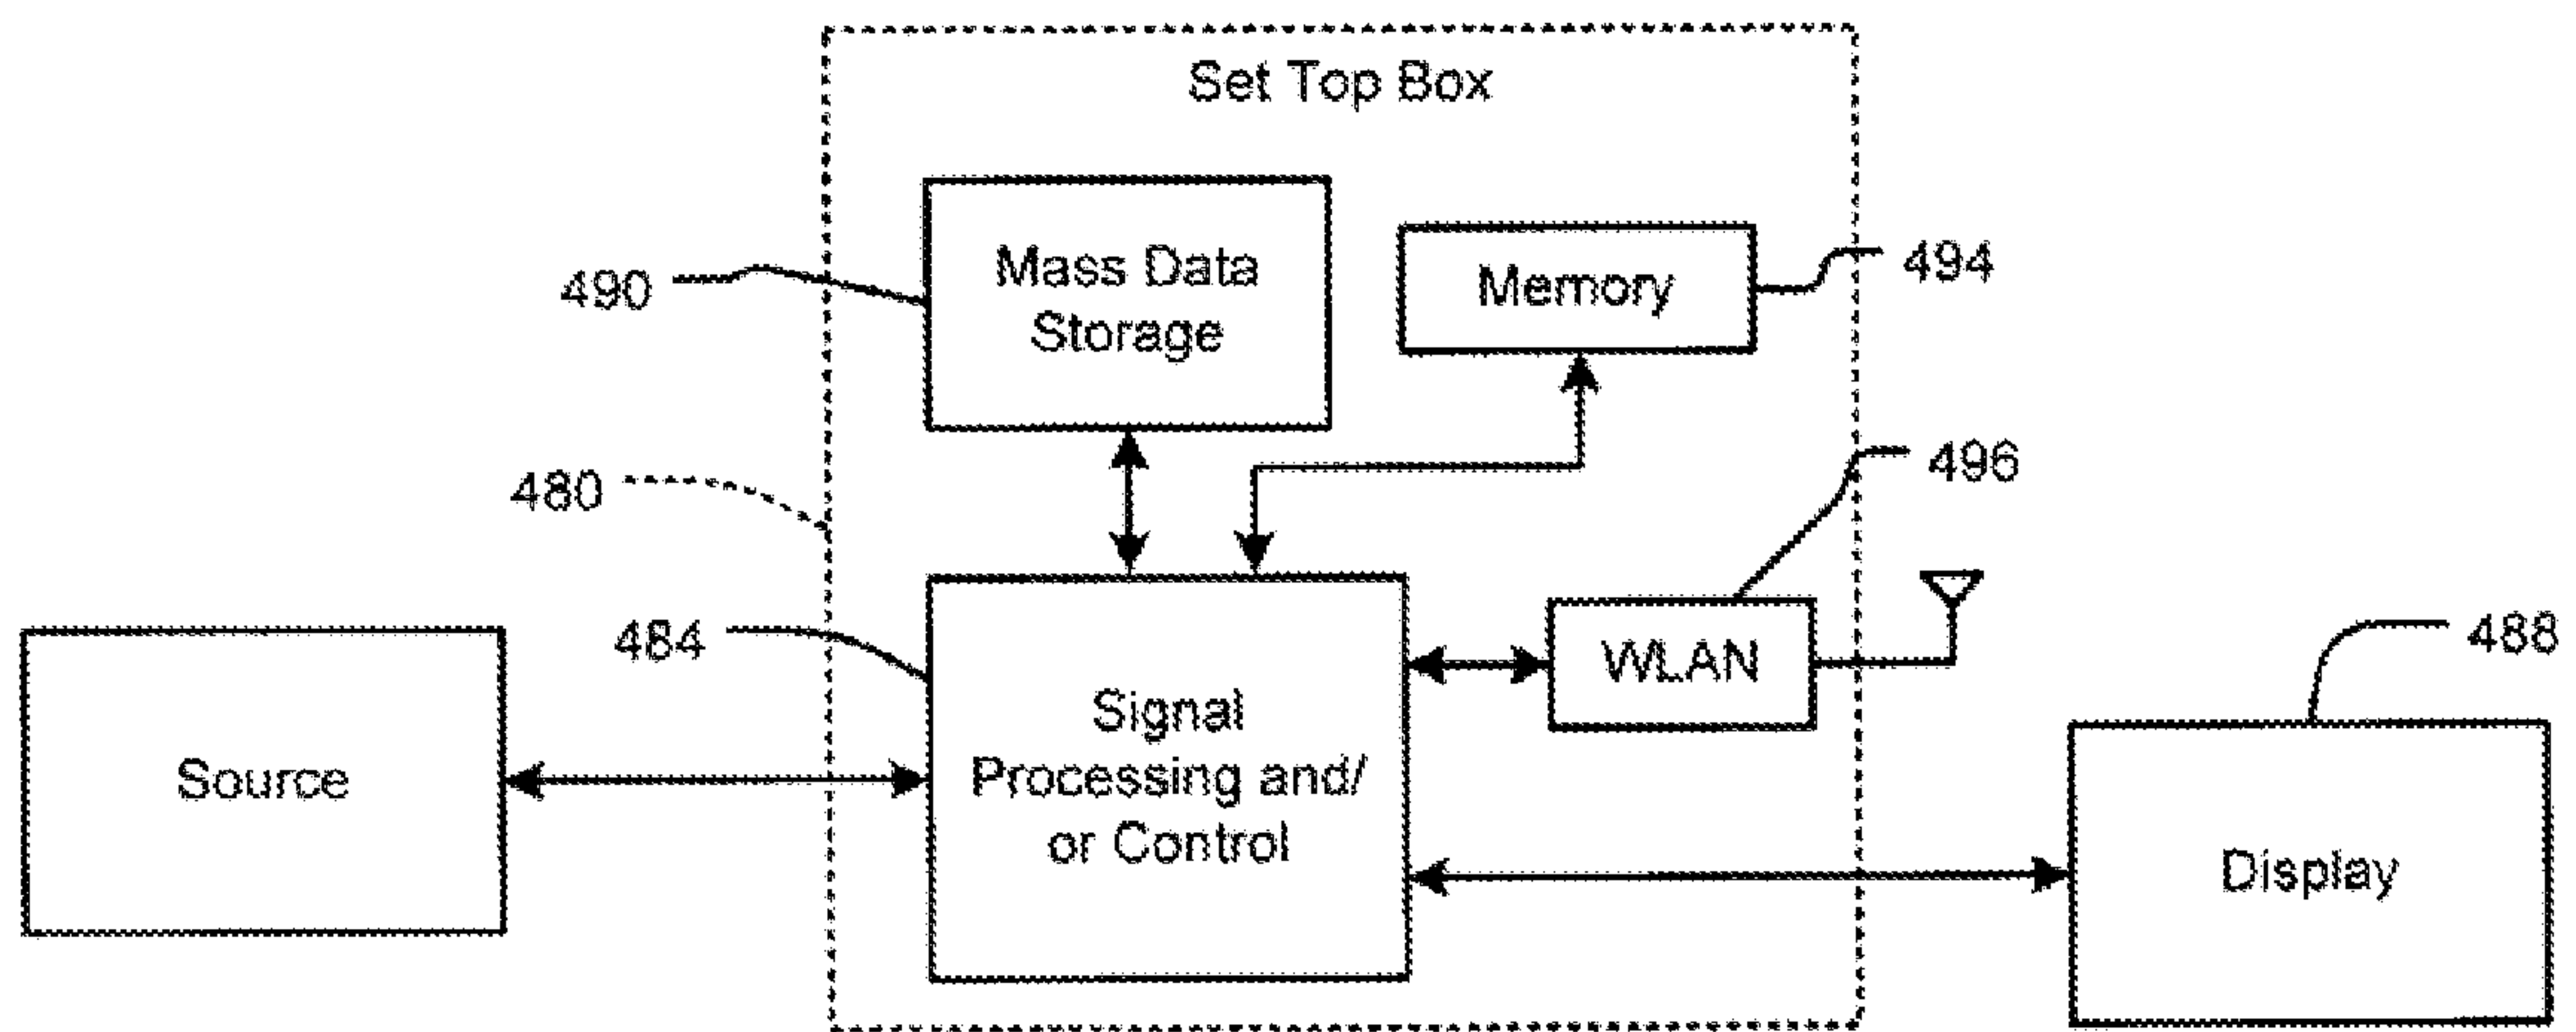 Set Top Box
Mass Data
Storage
490
Memory
494
480
496
484
WLAN
488
Signal
Processing and/
or Control
Source
Display